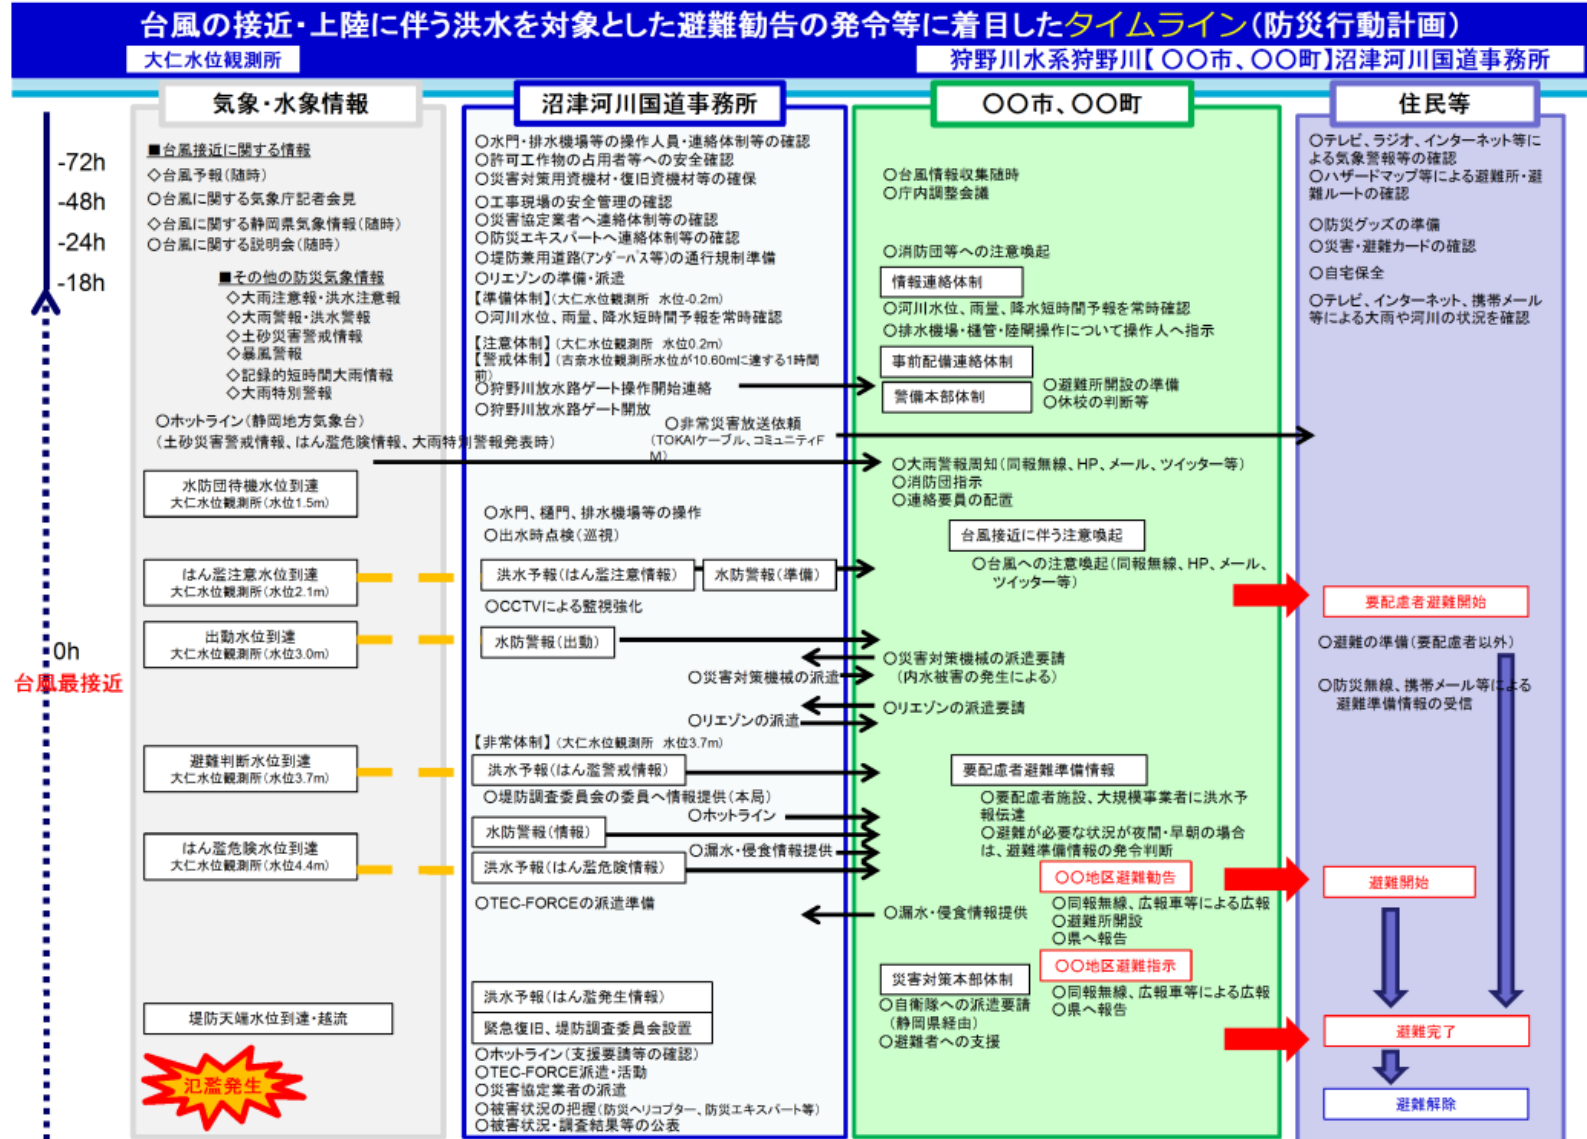 台風の接近・上陸に伴う洪水を対象とした避難勧告の発令等に着目したタイムライン(防災行動計画)
大仁水位観測所
狩野川水系狩野川【〇〇市、〇〇町】沼津河川国道事務所
-72h
-48h
-24h
-18h
0h
台風最接近
気象・水象情報
■台風接近に関する情報
◇台風予報(随時)
〇台風に関する気象庁記者会見
◇台風に関する静岡県気象情報(随時)
〇台風に関する説明会(随時)
■その他の防災気象情報
◇大雨注意報・洪水注意報
◇大雨警報・洪水警報
◇土砂災害警戒情報
◇暴風警報
◇記録的短時間大雨情報
◇大雨特別警報
〇ホットライン(静岡地方気象台)
(土砂災害警戒情報、はん濫危険情報、大雨特別警報発表時)
水防団待機水位到達
大仁水位観測所(水位1.5m)
はん濫注意水位到達
大仁水位観測所(水位2.1m)
出動水位到達
大仁水位観測所(水位3.0m)
避難判断水位到達
大仁水位観測所(水位3.7m)
はん濫危険水位到達
大仁水位観測所(水位4.4m)
堤防天端水位到達・越流
氾濫発生
沼津河川国道事務所
〇水門・排水機場等の操作人員・連絡体制等の確認
〇許可工作物の占用者等への安全確認
〇災害対策用資機材・復旧資機材等の確保
〇工事現場の安全管理の確認
〇災害協定業者へ連絡体制等の確認
〇防災エキスパートへ連絡体制等の確認
〇堤防兼用道路(アンダーパス等)の通行規制準備
〇リエゾンの準備・派遣
【準備体制】(大仁水位観測所 水位-0.2m)
〇河川水位、雨量、降水短時間予報を常時確認
【注意体制】(大仁水位観測所 水位0.2m)
【警戒体制】(古奈水位観測所水位が10.60mに達する1時間
前)
〇狩野川放水路ゲート操作開始連絡
〇狩野川放水路ゲート開放
〇非常災害放送依頼
(TOKAIケーブル、コミュニティF
M)
〇水門、樋門、排水機場等の操作
〇出水時点検(巡視)
洪水予報(はん濫注意情報)
水防警報(準備)
〇CCTVによる監視強化
水防警報(出動)
〇災害対策機械の派遣
〇リエゾンの派遣
【非常体制】(大仁水位観測所 水位3.7m)
洪水予報(はん濫警戒情報)
〇堤防調査委員会の委員へ情報提供(本局)
〇ホットライン
水防警報(情報)
〇漏水・侵食情報提供
洪水予報(はん濫危険情報)
〇TEC-FORCEの派遣準備
洪水予報(はん濫発生情報)
緊急復旧、堤防調査委員会設置
〇ホットライン(支援要請等の確認)
〇TEC-FORCE派遣・活動
〇災害協定業者の派遣
〇被害状況の把握(防災ヘリコプター、防災エキスパート等)
〇被害状況・調査結果等の公表
〇〇市、〇〇町
〇台風情報収集随時
〇庁内調整会議
〇消防団等への注意喚起
情報連絡体制
〇河川水位、雨量、降水短時間予報を常時確認
〇排水機場・樋管・陸閘操作について操作人へ指示
事前配備連絡体制
警備本部体制
〇避難所開設の準備
〇休校の判断等
〇大雨警報周知(同報無線、HP、メール、ツイッター等)
〇消防団指示
〇連絡要員の配置
台風接近に伴う注意喚起
〇台風への注意喚起(同報無線、HP、メール、
ツイッター等)
〇災害対策機械の派遣要請
(内水被害の発生による)
〇リエゾンの派遣要請
要配慮者避難準備情報
〇要配慮者施設、大規模事業者に洪水予
報伝達
〇避難が必要な状況が夜間・早朝の場合
は、避難準備情報の発令判断
〇〇地区避難勧告
〇同報無線、広報車等による広報
〇避難所開設
〇県へ報告
〇漏水・侵食情報提供
〇〇地区避難指示
〇同報無線、広報車等による広報
〇県へ報告
災害対策本部体制
〇自衛隊への派遣要請
(静岡県経由)
〇避難者への支援
住民等
〇テレビ、ラジオ、インターネット等に
よる気象警報等の確認
〇ハザードマップ等による避難所・避
難ルートの確認
〇防災グッズの準備
〇災害・避難カードの確認
〇自宅保全
〇テレビ、インターネット、携帯メール
等による大雨や河川の状況を確認
要配慮者避難開始
〇避難の準備(要配慮者以外)
〇防災無線、携帯メール等による
避難準備情報の受信
避難開始
避難完了
避難解除